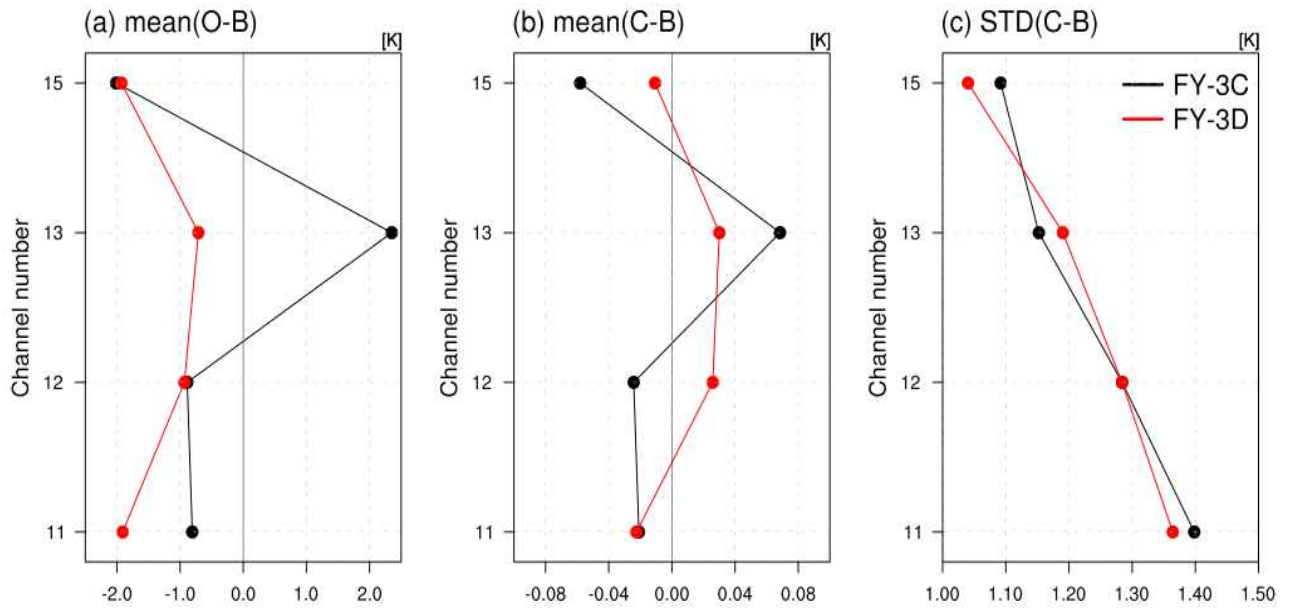 (a) mean(O-B)
[K]
15
13
12
11
Channel number
-2.0 -1.0 0.0 1.0 2.0
(b) mean(C-B)
[K]
15
13
12
11
Channel number
-0.08 -0.04 0.00 0.04 0.08
(c) STD(C-B)
[K]
FY-3C
FY-3D
15
13
12
11
Channel number
1.00 1.10 1.20 1.30 1.40 1.50